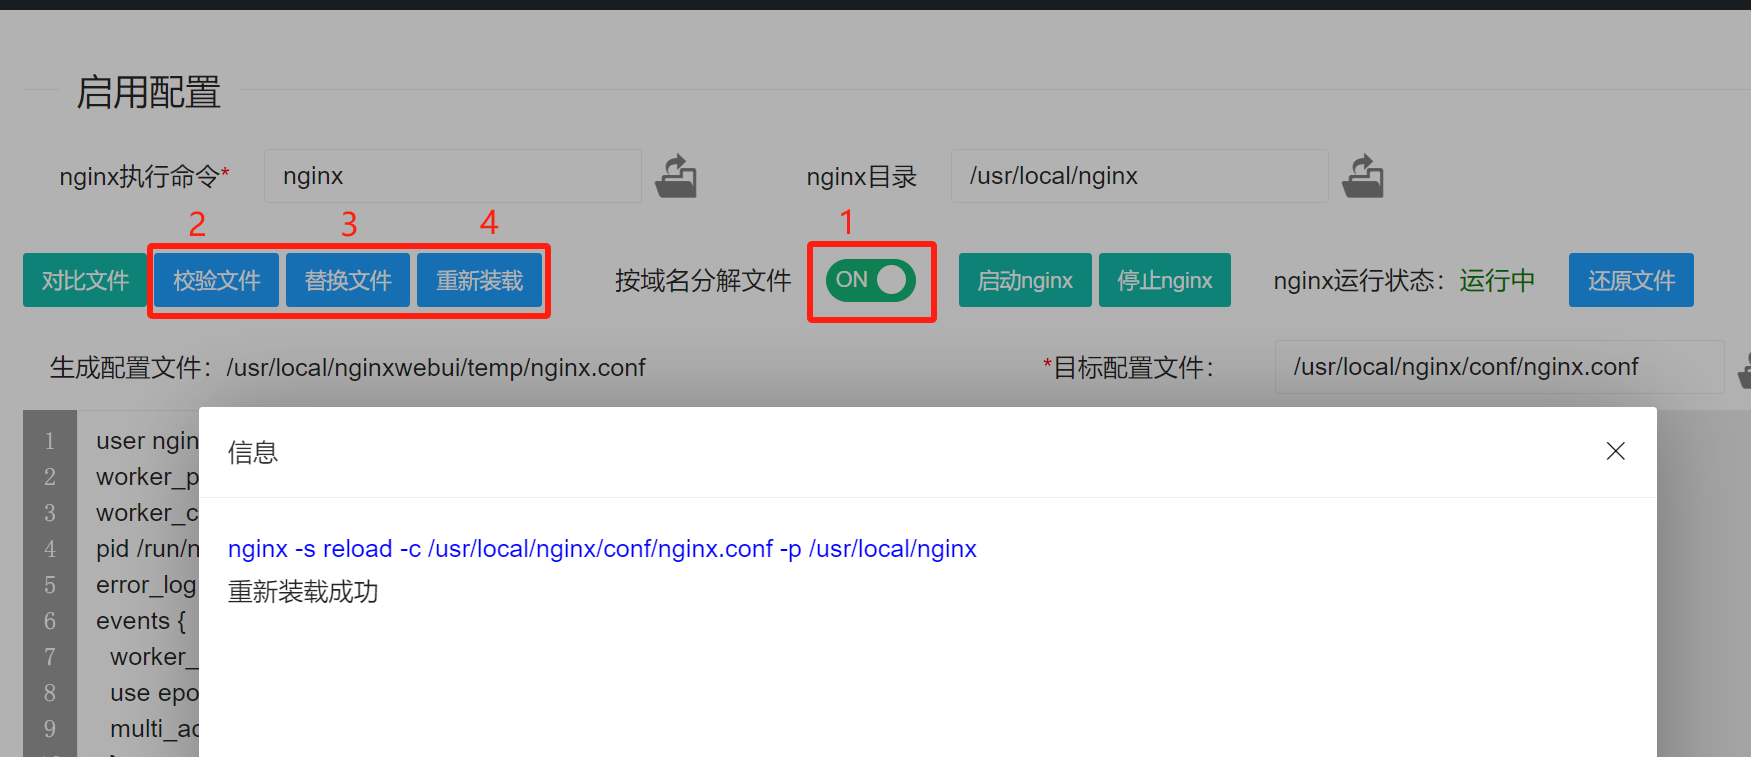 启用配置
nginx执行命令* nginx nginx目录 /usr/local/nginx
2 3 4 1
对比文件 校验文件 替换文件 重新装载 按域名分解文件 ON 启动nginx 停止nginx nginx运行状态：运行中 还原文件
生成配置文件：/usr/local/nginxwebui/temp/nginx.conf *目标配置文件： /usr/local/nginx/conf/nginx.conf
信息
1 user ngin
2 worker_p
3 worker_c
4 pid /run/n
nginx -s reload -c /usr/local/nginx/conf/nginx.conf -p /usr/local/nginx
5 error_log
重新装载成功
6 events {
7 worker_
8 use epo
9 multi_ac